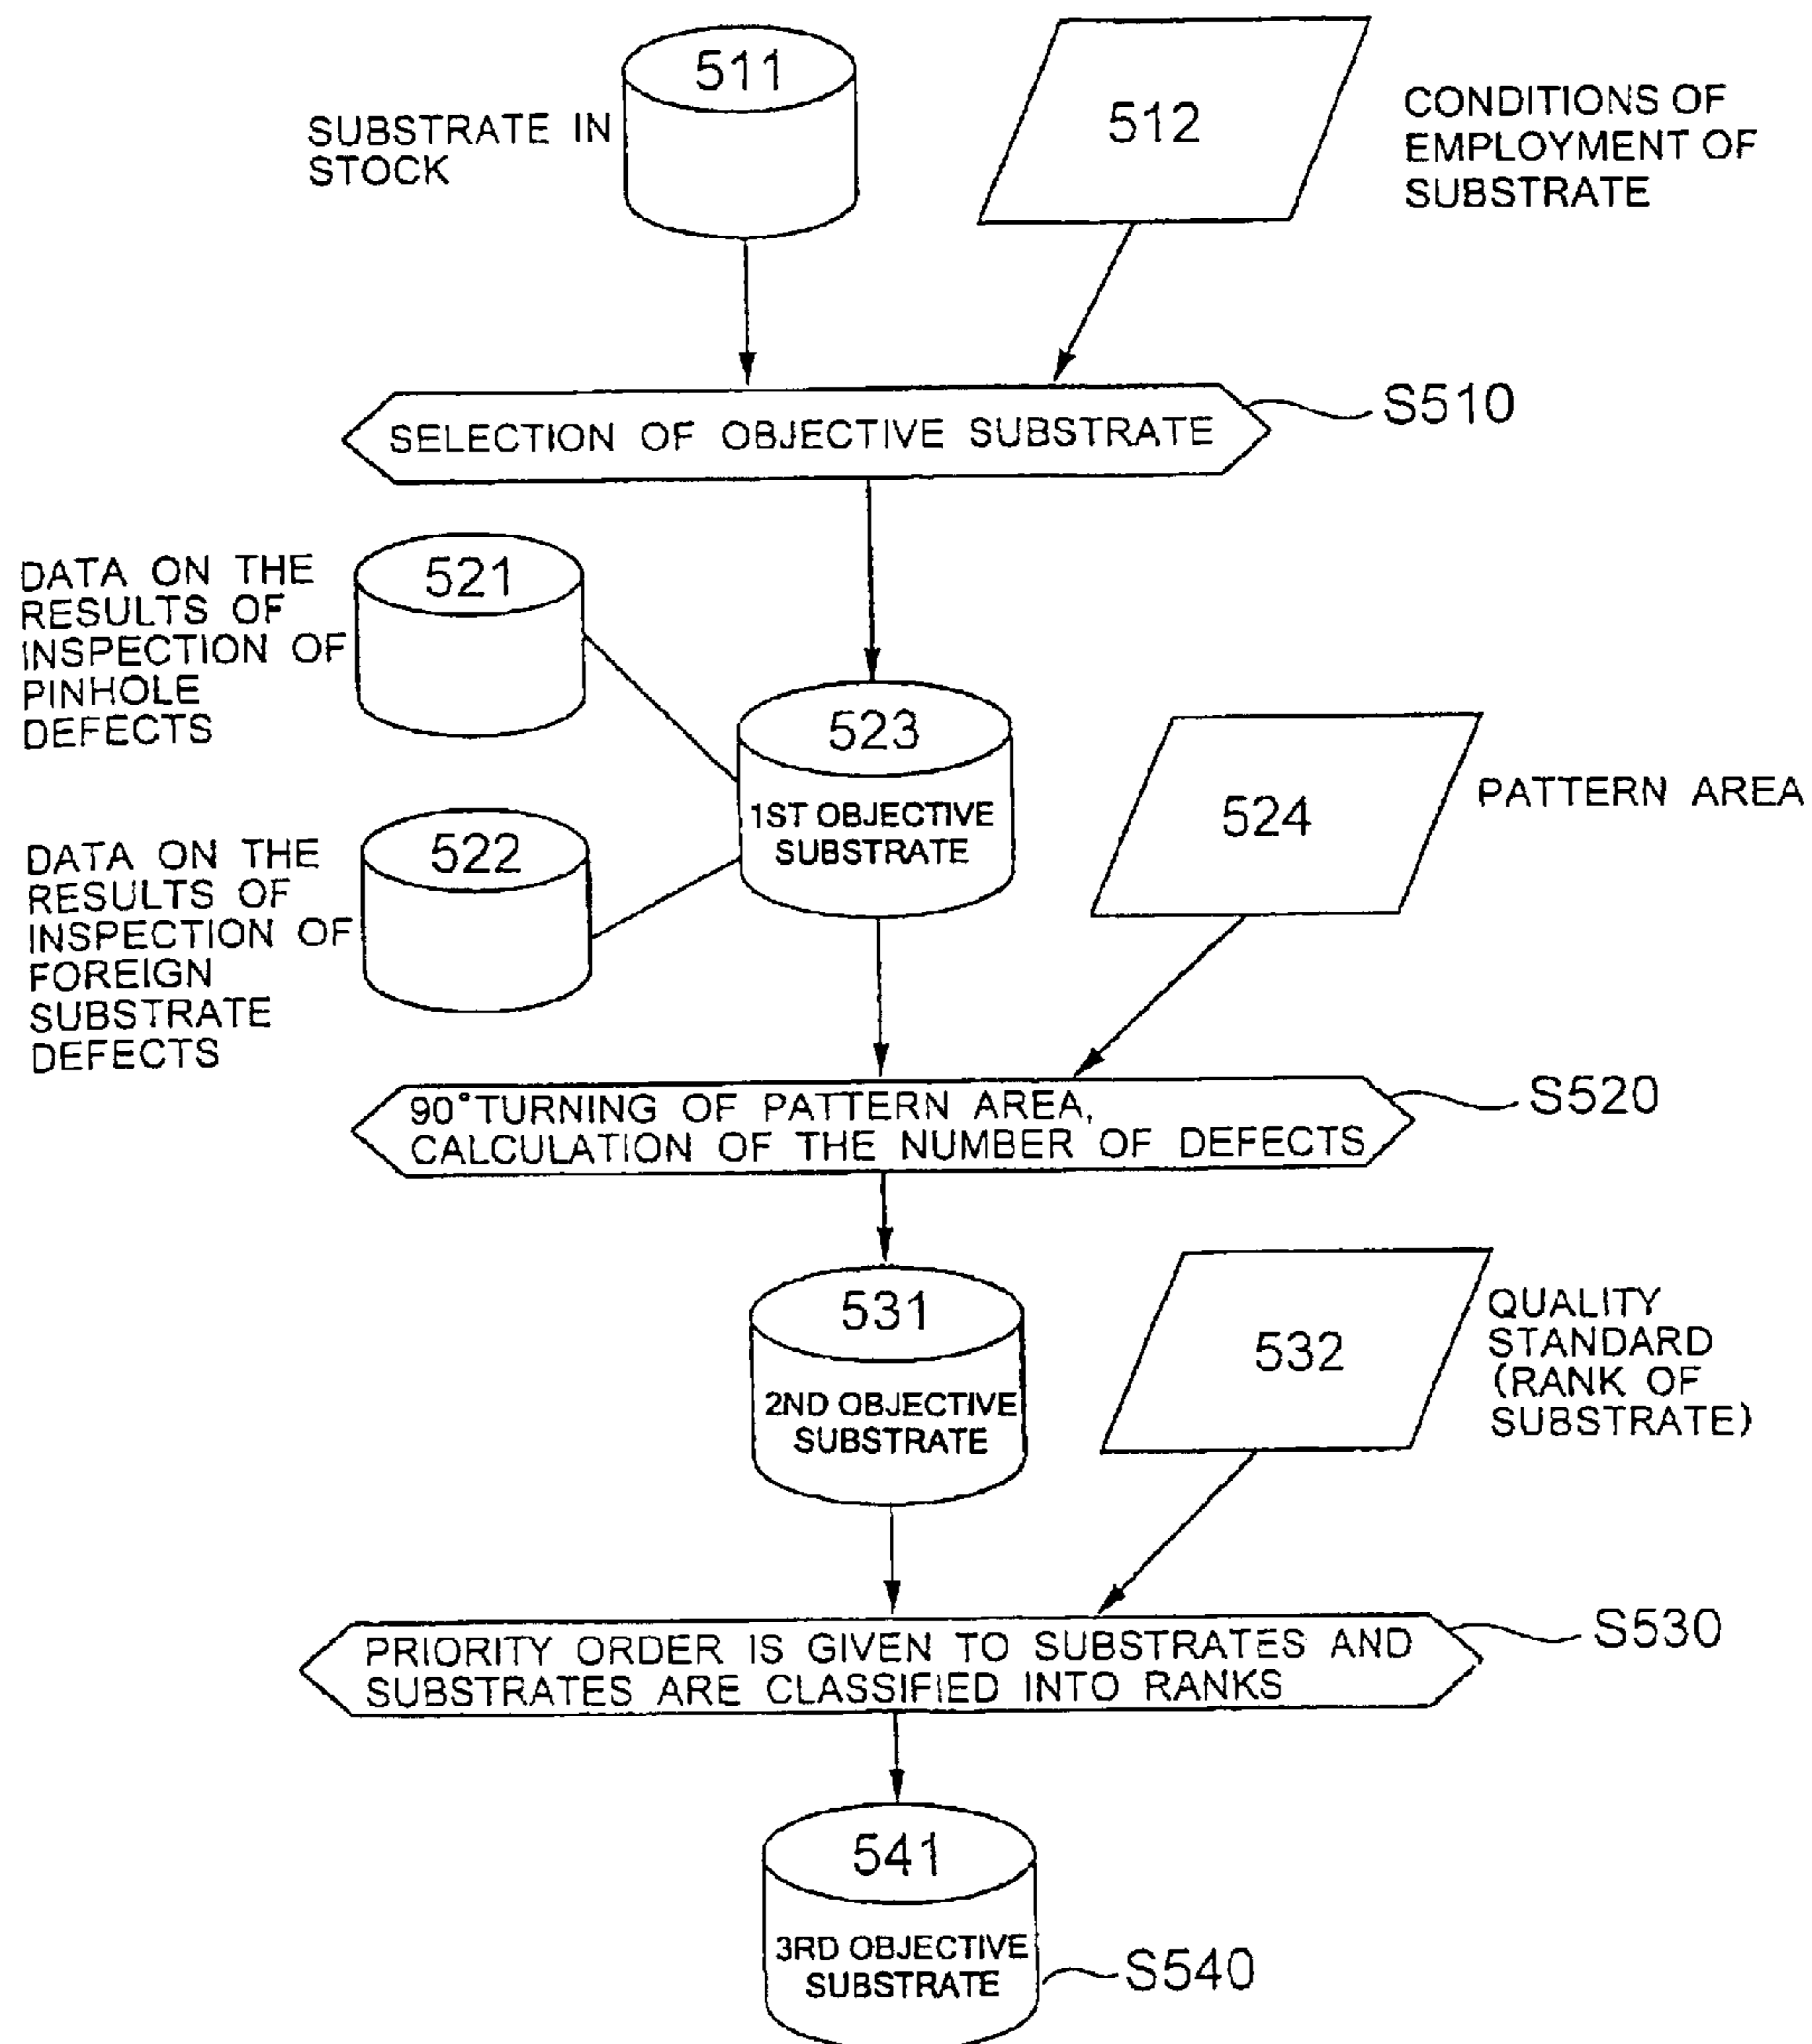 511
SUBSTRATE IN
STOCK
512
CONDITIONS OF
EMPLOYMENT OF
SUBSTRATE
SELECTION OF OBJECTIVE SUBSTRATE
S510
DATA ON THE
RESULTS OF
INSPECTION OF
PINHOLE
DEFECTS
521
523
1ST OBJECTIVE
SUBSTRATE
524
PATTERN AREA
DATA ON THE
RESULTS OF
INSPECTION OF
FOREIGN
SUBSTRATE
DEFECTS
522
90°TURNING OF PATTERN AREA,
CALCULATION OF THE NUMBER OF DEFECTS
S520
531
2ND OBJECTIVE
SUBSTRATE
532
QUALITY
STANDARD
(RANK OF
SUBSTRATE)
PRIORITY ORDER IS GIVEN TO SUBSTRATES AND
SUBSTRATES ARE CLASSIFIED INTO RANKS
S530
541
3RD OBJECTIVE
SUBSTRATE
S540